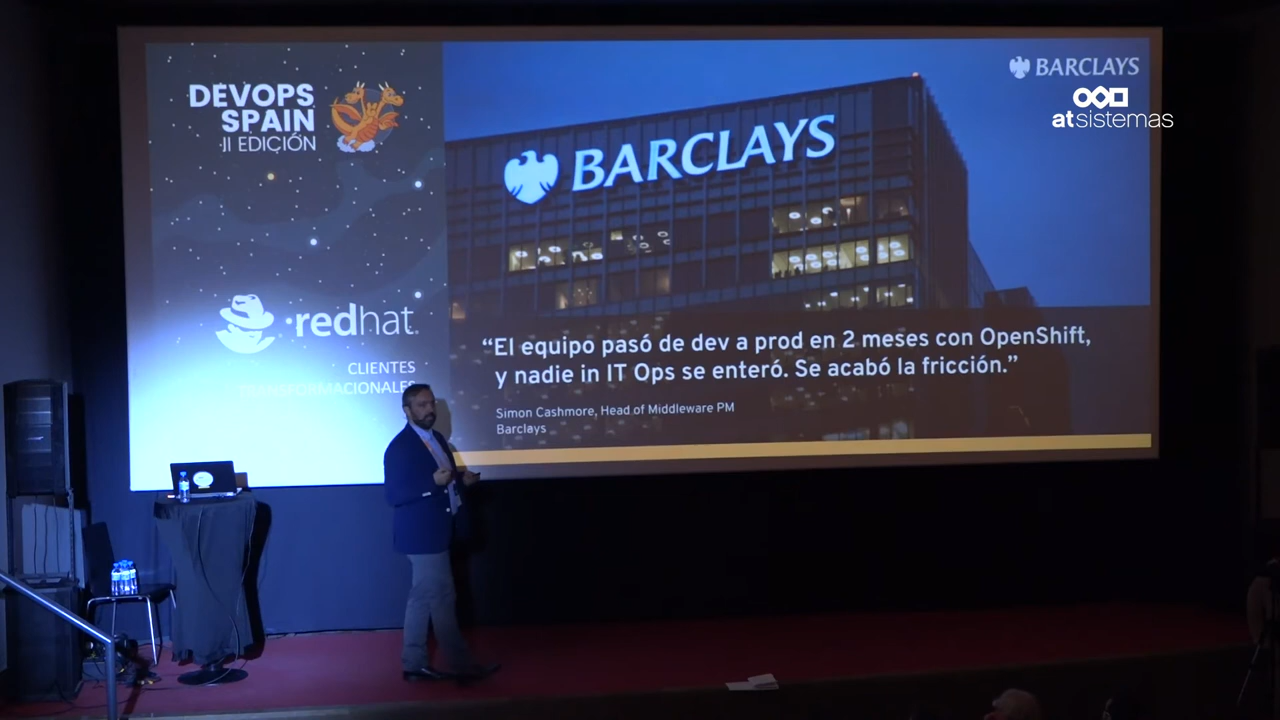 DEVOPS
SPAIN
II EDICIÓN
redhat.
CLIENTES
TRANSFORMACIONALES
BARCLAYS
BARCLAYS
atsistemas
“El equipo pasó de dev a prod en 2 meses con OpenShift,
y nadie in IT Ops se enteró. Se acabó la fricción.”
Simon Cashmore, Head of Middleware PM
Barclays